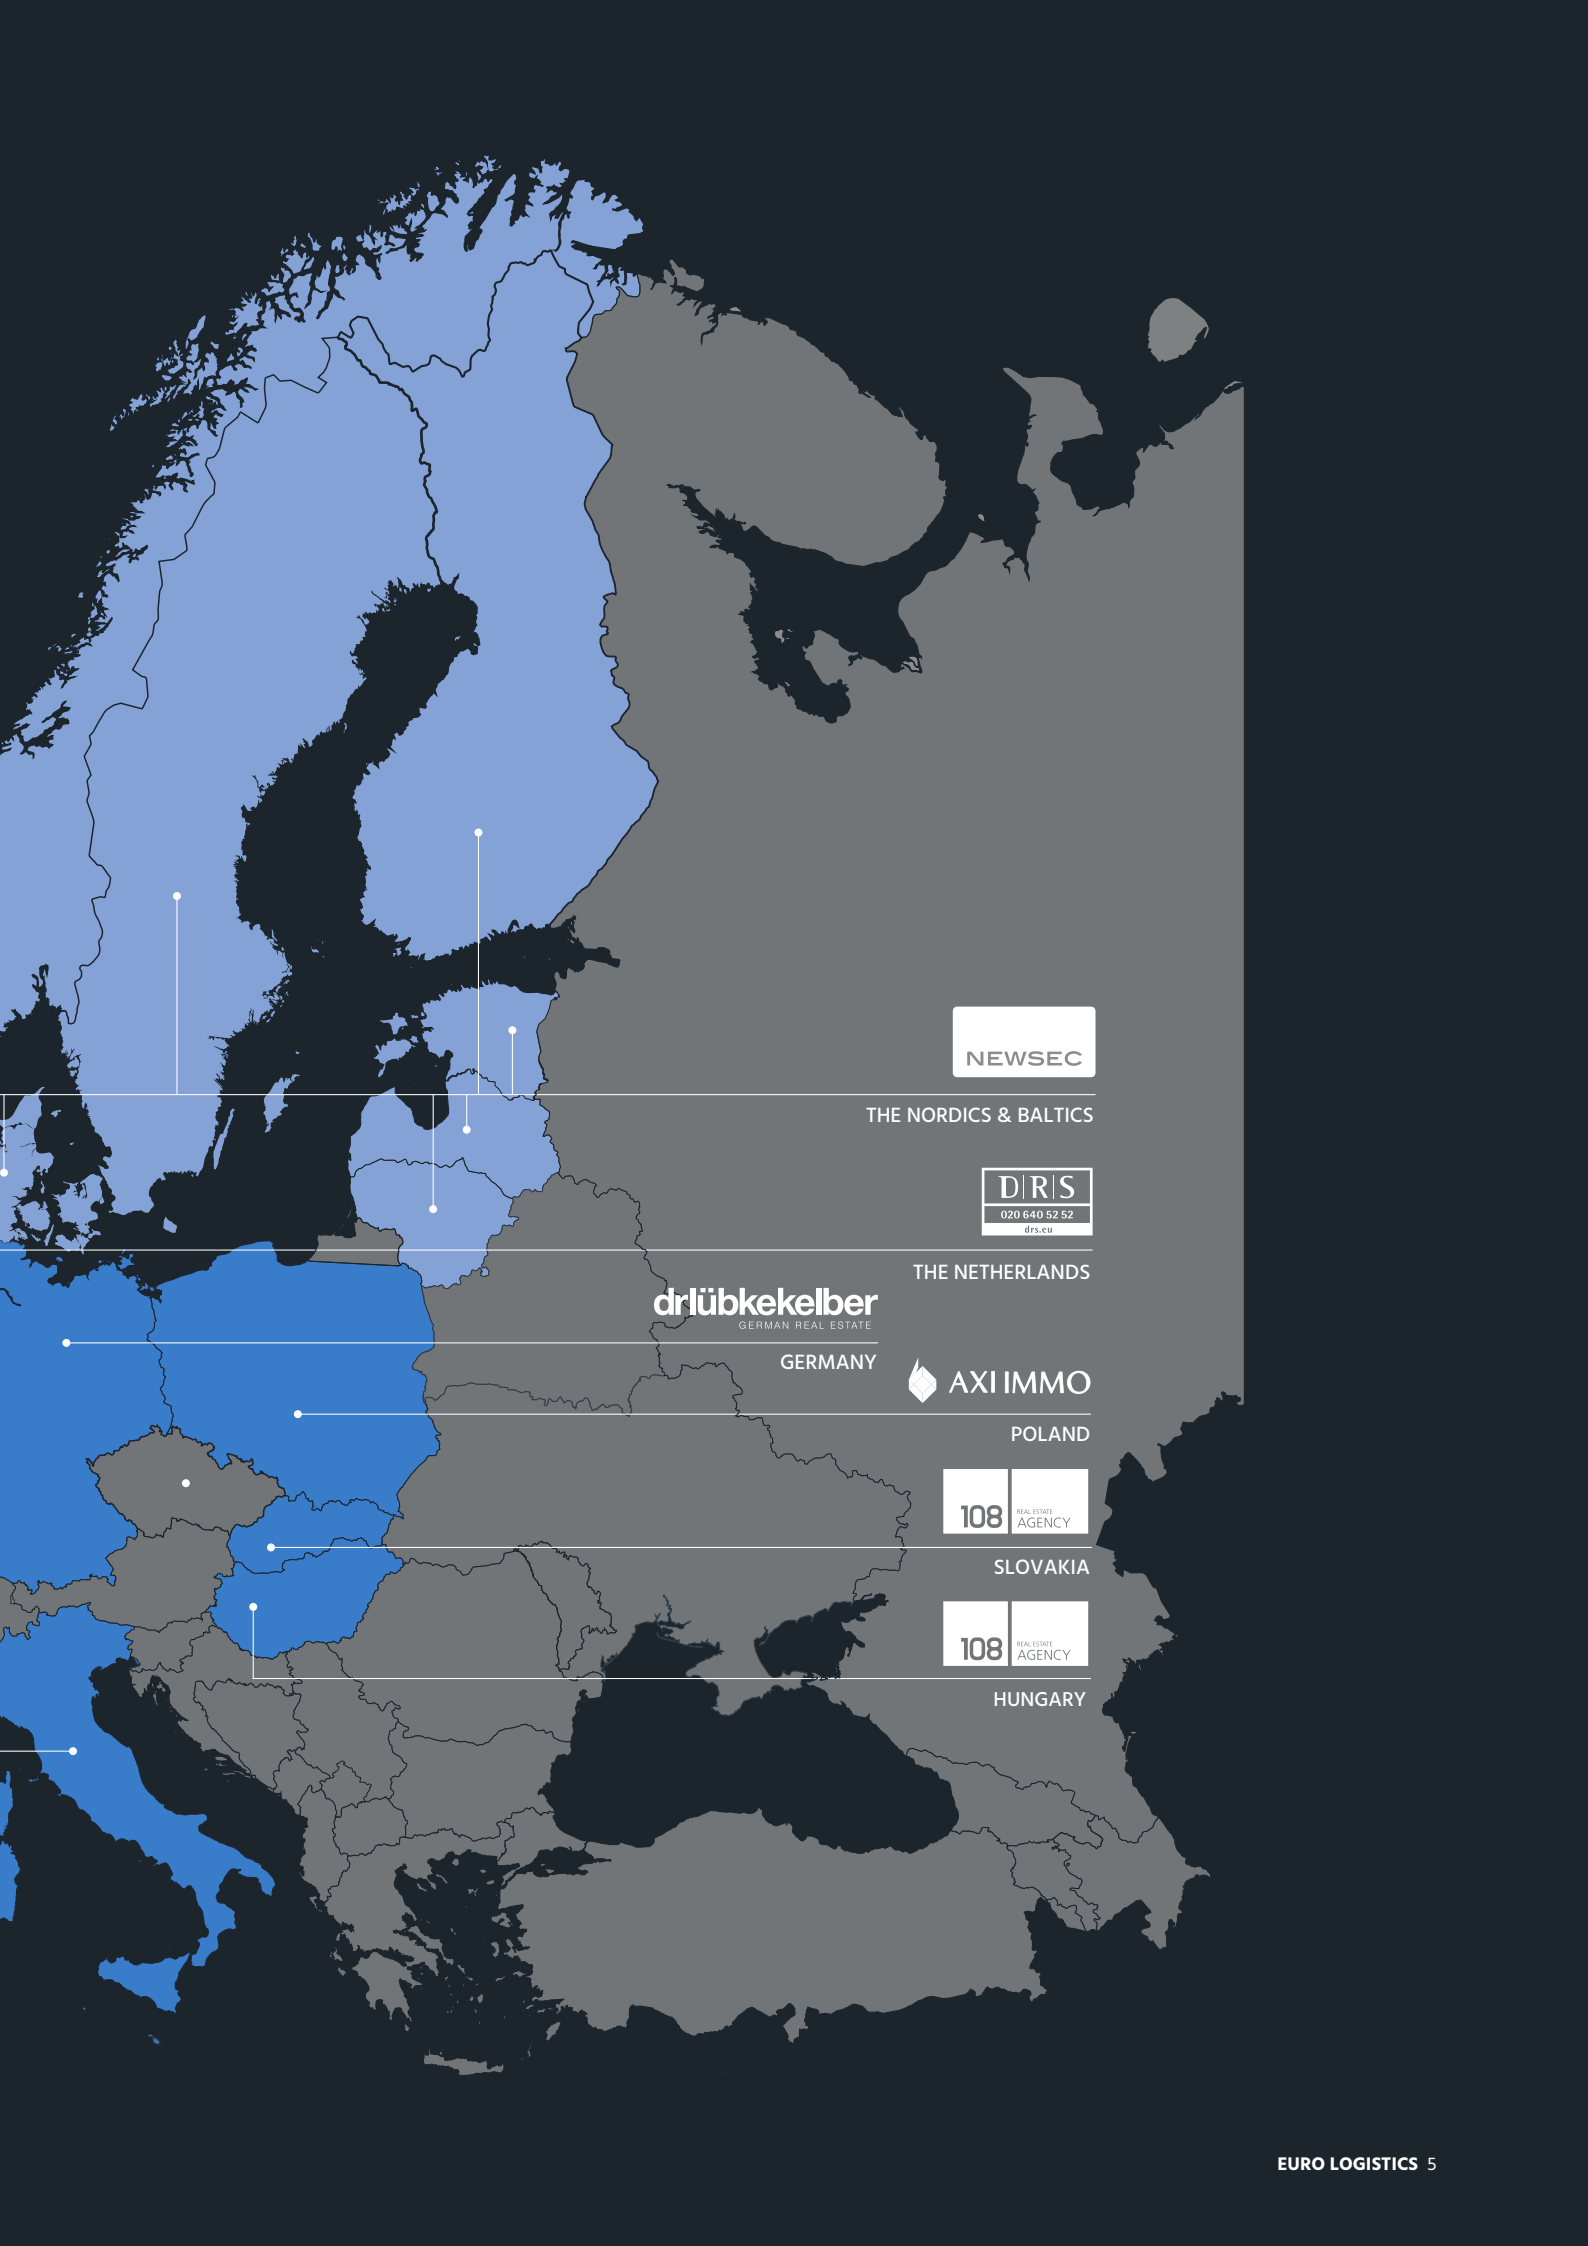 NEWSEC
THE NORDICS & BALTICS
D|R|S
020 640 52 52
drs.eu
THE NETHERLANDS
drlübkekelber
GERMAN REAL ESTATE
GERMANY
AXI IMMO
POLAND
108 REAL ESTATE
AGENCY
SLOVAKIA
108 REAL ESTATE
AGENCY
HUNGARY
EURO LOGISTICS 5